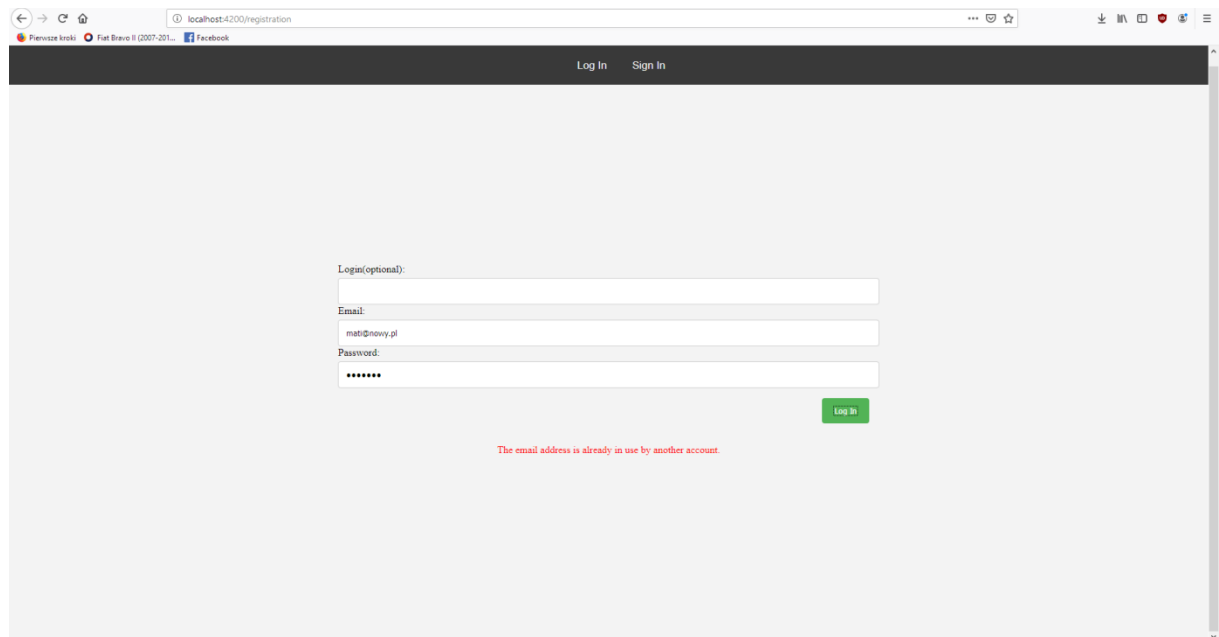 localhost:4200/registration
Pierwsze kroki Fiat Bravo II (2007-201... Facebook
Log In Sign In
Login(optional):
Email:
mati@nowy.pl
Password:
Log In
The email address is already in use by another account.